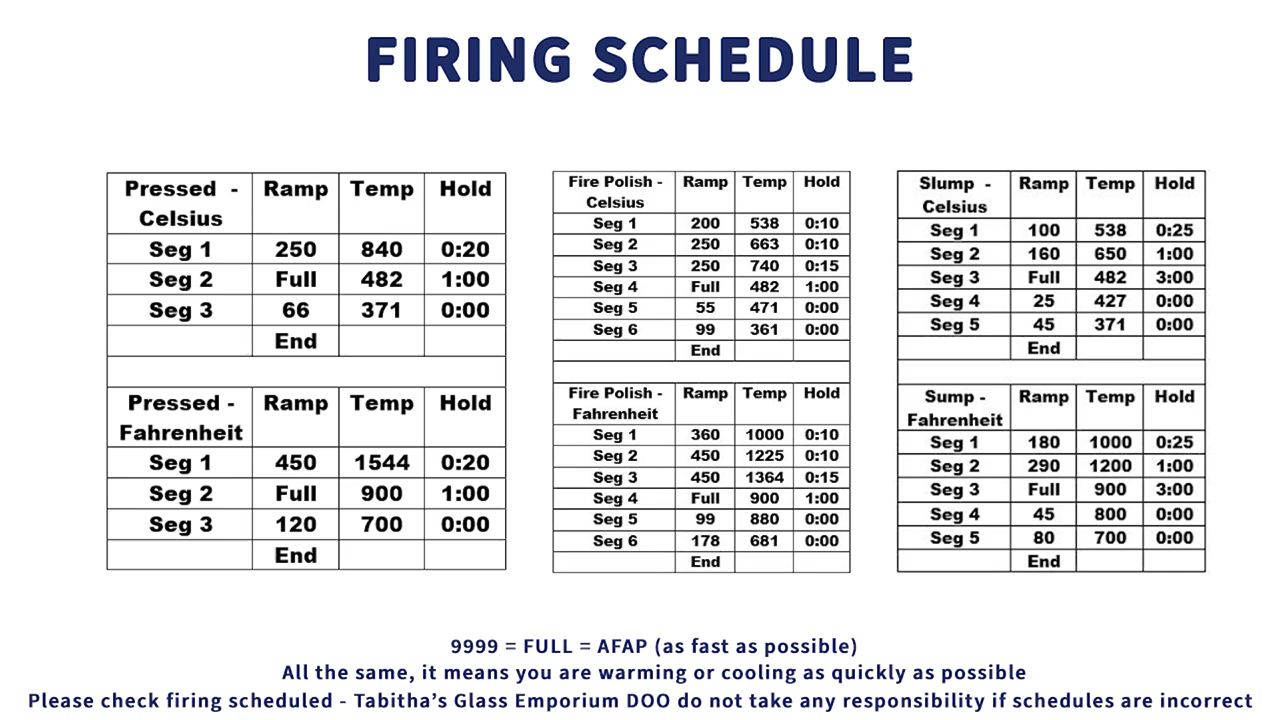 FIRING SCHEDULE
Pressed - Celsius Ramp Temp Hold
Seg 1 250 840 0:20
Seg 2 Full 482 1:00
Seg 3 66 371 0:00
End
Pressed - Fahrenheit Ramp Temp Hold
Seg 1 450 1544 0:20
Seg 2 Full 900 1:00
Seg 3 120 700 0:00
End
Fire Polish - Celsius Ramp Temp Hold
Seg 1 200 538 0:10
Seg 2 250 663 0:10
Seg 3 250 740 0:15
Seg 4 Full 482 1:00
Seg 5 55 471 0:00
Seg 6 99 361 0:00
End
Fire Polish - Fahrenheit Ramp Temp Hold
Seg 1 360 1000 0:10
Seg 2 450 1225 0:10
Seg 3 450 1364 0:15
Seg 4 Full 900 1:00
Seg 5 99 880 0:00
Seg 6 178 681 0:00
End
Slump - Celsius Ramp Temp Hold
Seg 1 100 538 0:25
Seg 2 160 650 1:00
Seg 3 Full 482 3:00
Seg 4 25 427 0:00
Seg 5 45 371 0:00
End
Sump - Fahrenheit Ramp Temp Hold
Seg 1 180 1000 0:25
Seg 2 290 1200 1:00
Seg 3 Full 900 3:00
Seg 4 45 800 0:00
Seg 5 80 700 0:00
End
9999 = FULL = AFAP (as fast as possible)
All the same, it means you are warming or cooling as quickly as possible
Please check firing scheduled - Tabitha’s Glass Emporium DOO do not take any responsibility if schedules are incorrect